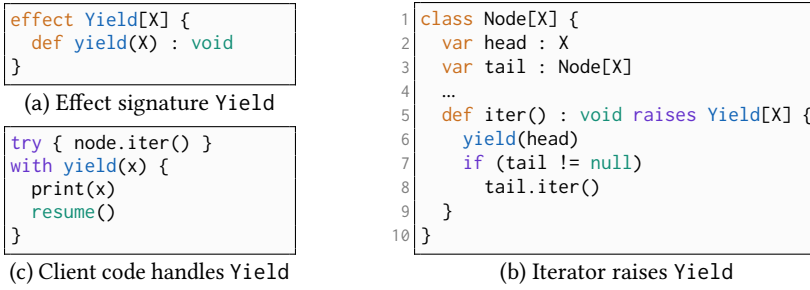 effect Yield[X] {
def yield(X) : void
}
(a) Effect signature Yield
try { node.iter() }
with yield(x) {
print(x)
resume()
}
(c) Client code handles Yield
1 class Node[X] {
2 var head : X
3 var tail : Node[X]
4 …
5 def iter() : void raises Yield[X] {
6 yield(head)
7 if (tail != null)
8 tail.iter()
9 }
10 }
(b) Iterator raises Yield